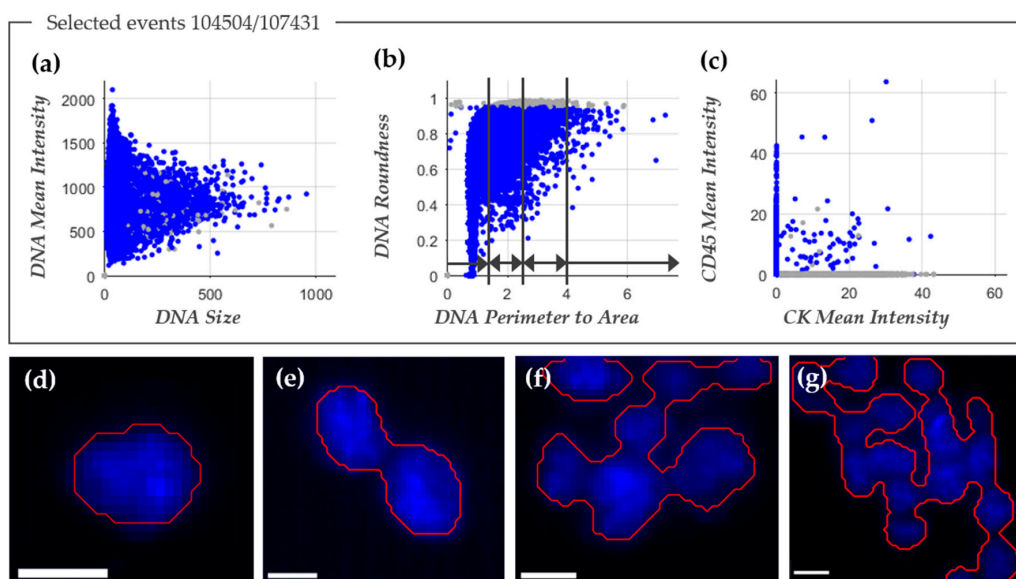 Selected events 104504/107431
(a)
(b)
(c)
DNA Mean Intensity
2000
1500
1000
500
0
0
500
1000
DNA Size
DNA Roundness
1
0.8
0.6
0.4
0.2
0
0
2
4
6
DNA Perimeter to Area
CD45 Mean Intensity
60
40
20
0
0
20
40
60
CK Mean Intensity
(d)
(e)
(f)
(g)